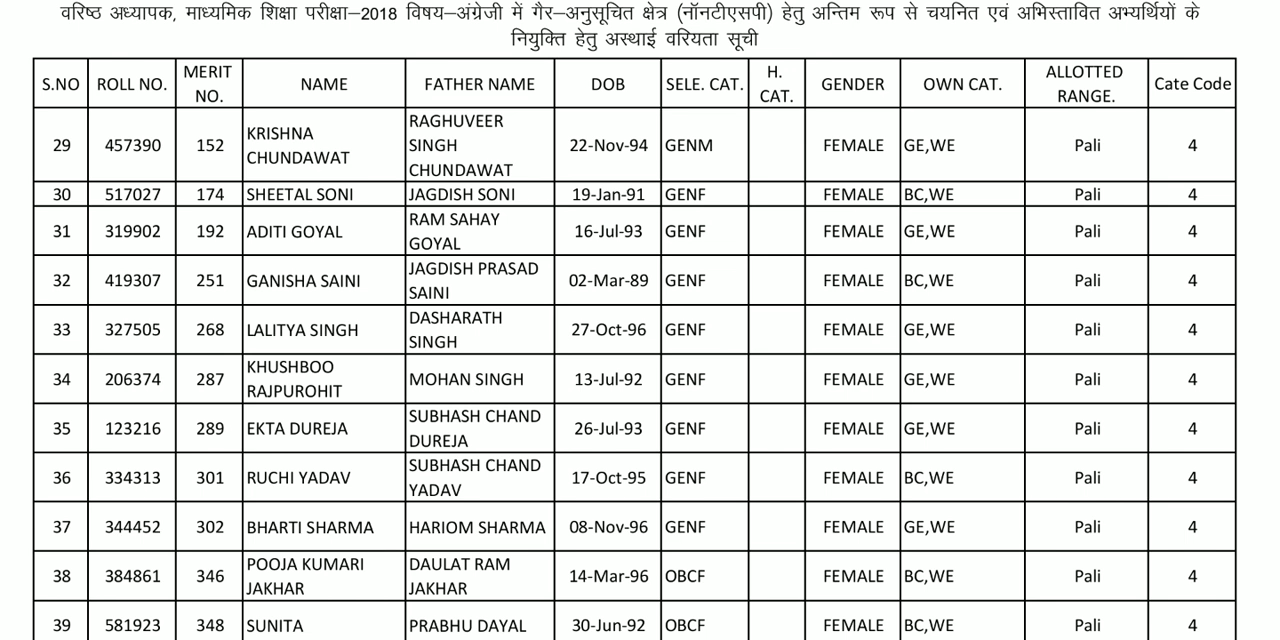 वरिष्ठ अध्यापक, माध्यमिक शिक्षा परीक्षा–2018 विषय–अंग्रेजी में गैर–अनुसूचित क्षेत्र (नॉनटीएसपी) हेतु अन्तिम रूप से चयनित एवं अभिस्तावित अभ्यर्थियों के
नियुक्ति हेतु अस्थाई वरियता सूची
S.NO ROLL NO. MERIT NO. NAME FATHER NAME DOB SELE. CAT. H. CAT. GENDER OWN CAT. ALLOTTED RANGE. Cate Code
29 457390 152 KRISHNA CHUNDAWAT RAGHUVEER SINGH CHUNDAWAT 22-Nov-94 GENM FEMALE GE,WE Pali 4
30 517027 174 SHEETAL SONI JAGDISH SONI 19-Jan-91 GENF FEMALE BC,WE Pali 4
31 319902 192 ADITI GOYAL RAM SAHAY GOYAL 16-Jul-93 GENF FEMALE GE,WE Pali 4
32 419307 251 GANISHA SAINI JAGDISH PRASAD SAINI 02-Mar-89 GENF FEMALE BC,WE Pali 4
33 327505 268 LALITYA SINGH DASHARATH SINGH 27-Oct-96 GENF FEMALE GE,WE Pali 4
34 206374 287 KHUSHBOO RAJPUROHIT MOHAN SINGH 13-Jul-92 GENF FEMALE GE,WE Pali 4
35 123216 289 EKTA DUREJA SUBHASH CHAND DUREJA 26-Jul-93 GENF FEMALE GE,WE Pali 4
36 334313 301 RUCHI YADAV SUBHASH CHAND YADAV 17-Oct-95 GENF FEMALE BC,WE Pali 4
37 344452 302 BHARTI SHARMA HARIOM SHARMA 08-Nov-96 GENF FEMALE GE,WE Pali 4
38 384861 346 POOJA KUMARI JAKHAR DAULAT RAM JAKHAR 14-Mar-96 OBCF FEMALE BC,WE Pali 4
39 581923 348 SUNITA PRABHU DAYAL 30-Jun-92 OBCF FEMALE BC,WE Pali 4